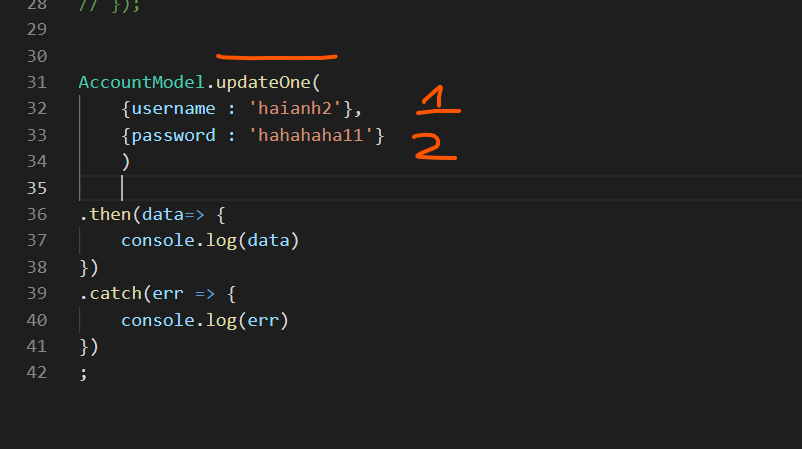 28 // });
29
30
31 AccountModel.updateOne(
32 {username : 'haianh2'}, 1
33 {password : 'hahahaha11'} 2
34 )
35
36 .then(data=> {
37 console.log(data)
38 })
39 .catch(err => {
40 console.log(err)
41 })
42 ;